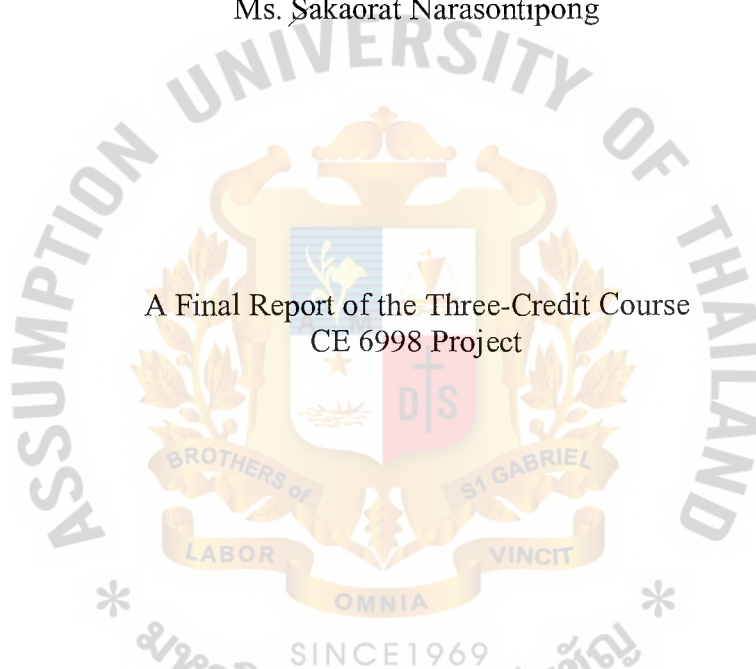 Ms. Sakaorat Narasontipong
ASSUMPTION UNIVERSITY OF THAILAND
A Final Report of the Three-Credit Course
CE 6998 Project
A M
D S
BROTHERS of
S1 GABRIEL
LABOR
VINCIT
OMNIA
SINCE1969